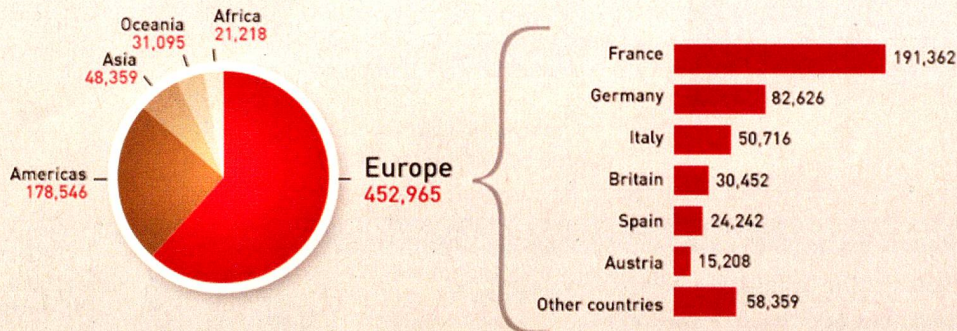 Oceania
31,095
Africa
21,218
Asia
48,359
Americas
178,546
Europe
452,965
France 191,362
Germany 82,626
Italy 50,716
Britain 30,452
Spain 24,242
Austria 15,208
Other countries 58,359